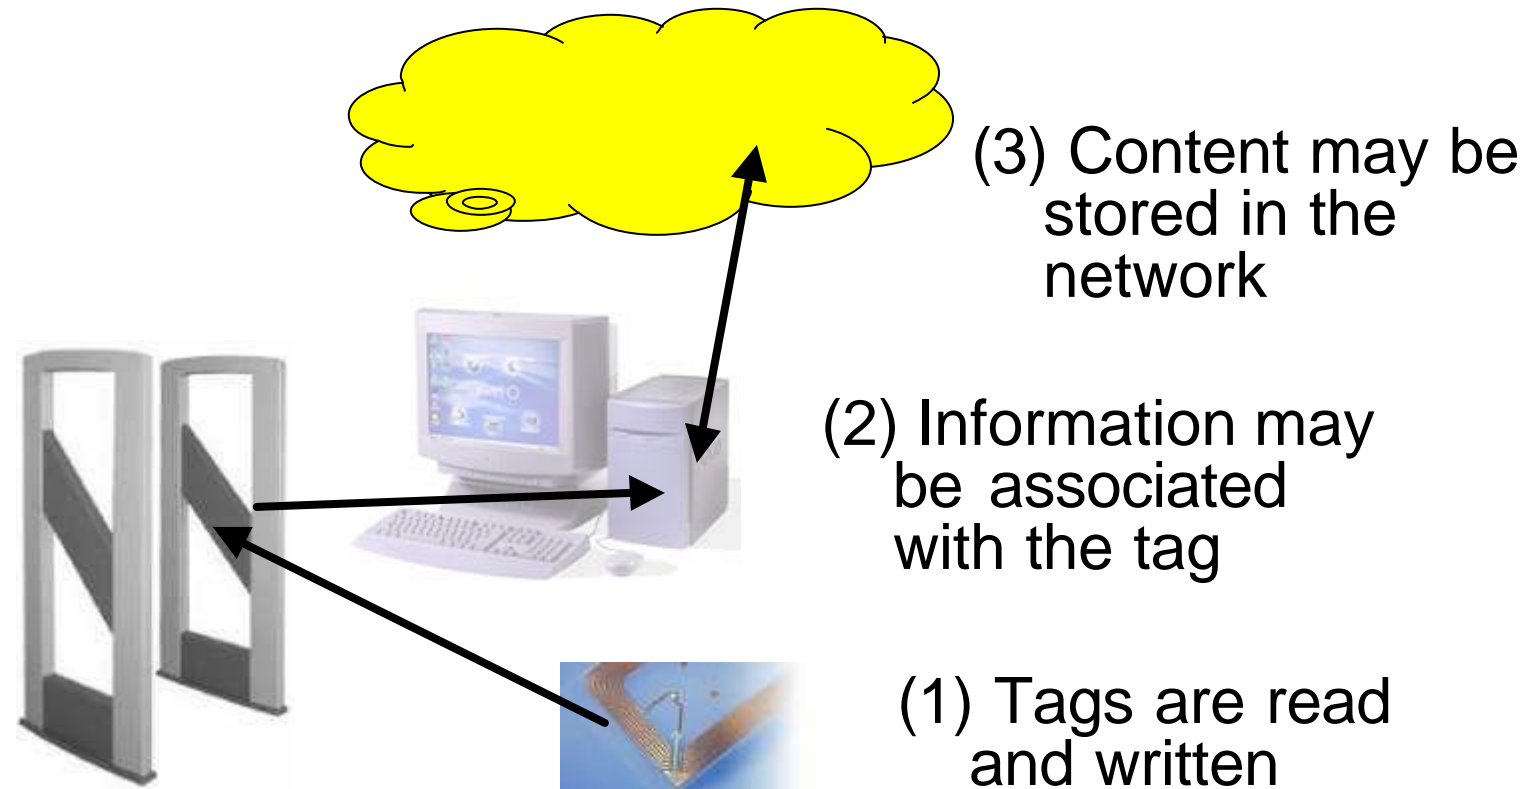 (3) Content may be
stored in the
network
(2) Information may
be associated
with the tag
(1) Tags are read
and written